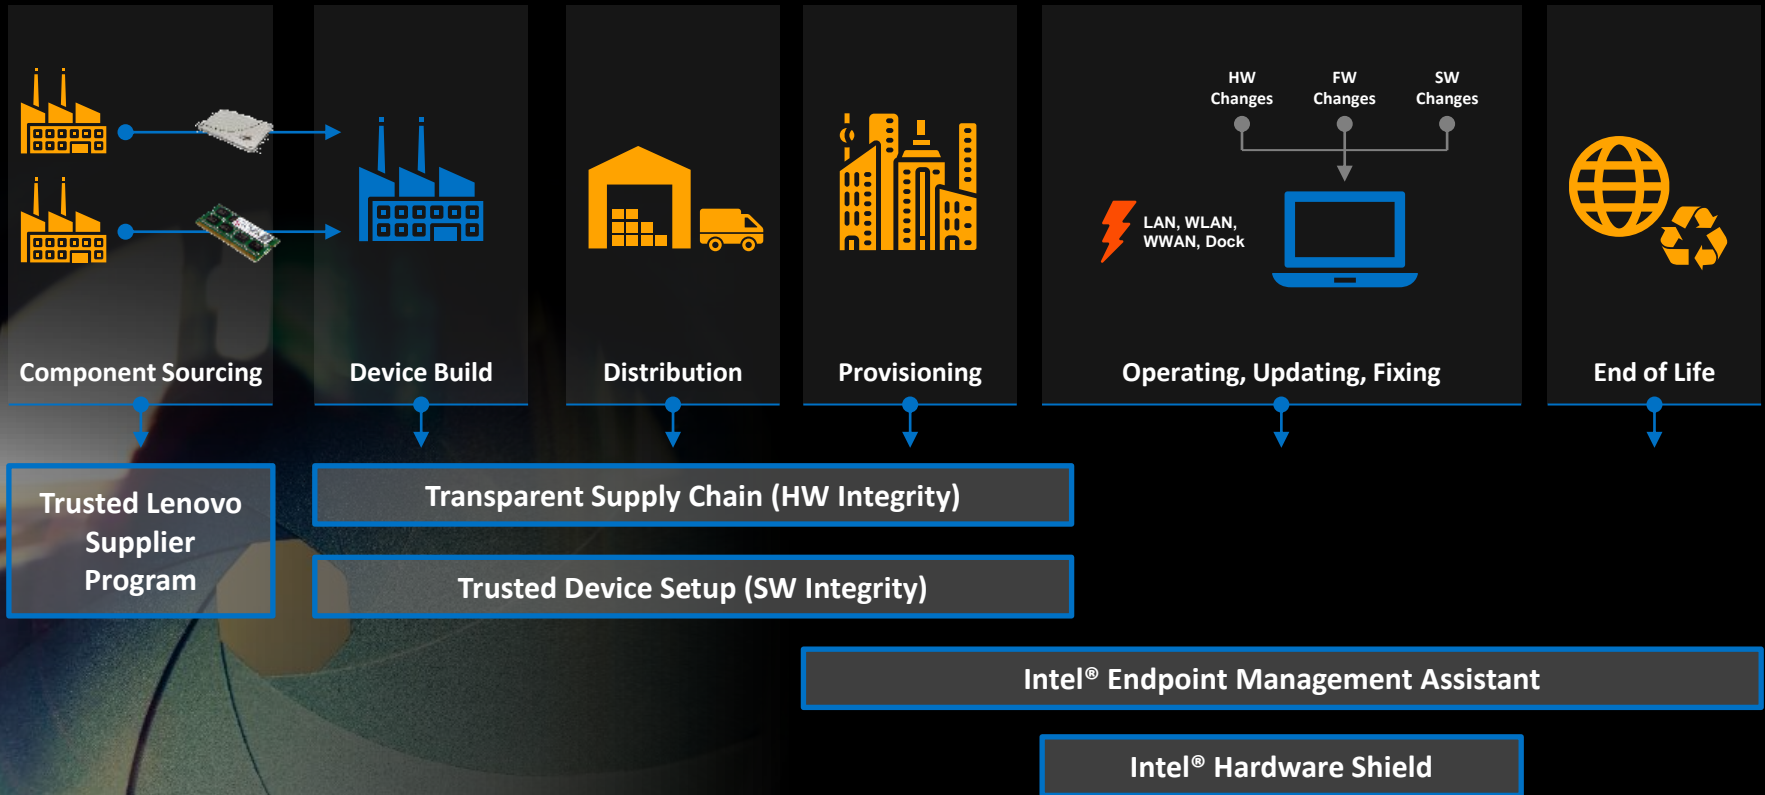 HW
Changes
FW
Changes
SW
Changes
LAN, WLAN,
WWAN, Dock
Component Sourcing
Device Build
Distribution
Provisioning
Operating, Updating, Fixing
End of Life
Trusted Lenovo
Supplier
Program
Transparent Supply Chain (HW Integrity)
Trusted Device Setup (SW Integrity)
Intel® Endpoint Management Assistant
Intel® Hardware Shield